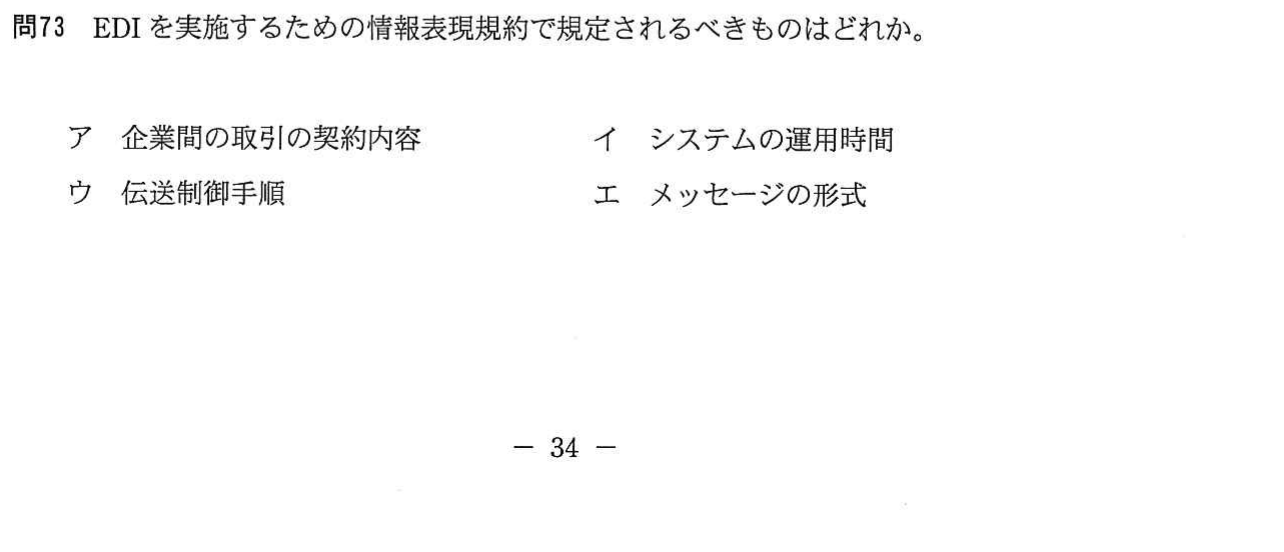 問73 EDIを実施するための情報表現規約で規定されるべきものはどれか。
ア 企業間の取引の契約内容 イ システムの運用時間
ウ 伝送制御手順 エ メッセージの形式
－ 34 －